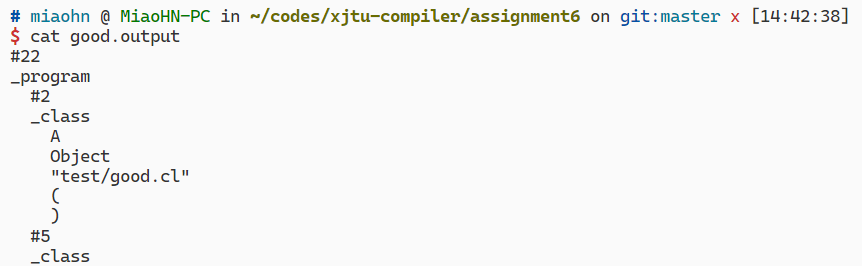 # miaohn @ MiaoHN-PC in ~/codes/xjtu-compiler/assignment6 on git:master x [14:42:38]
$ cat good.output
#22
_program
  #2
  _class
    A
    Object
    "test/good.cl"
    (
    )
  #5
  _class